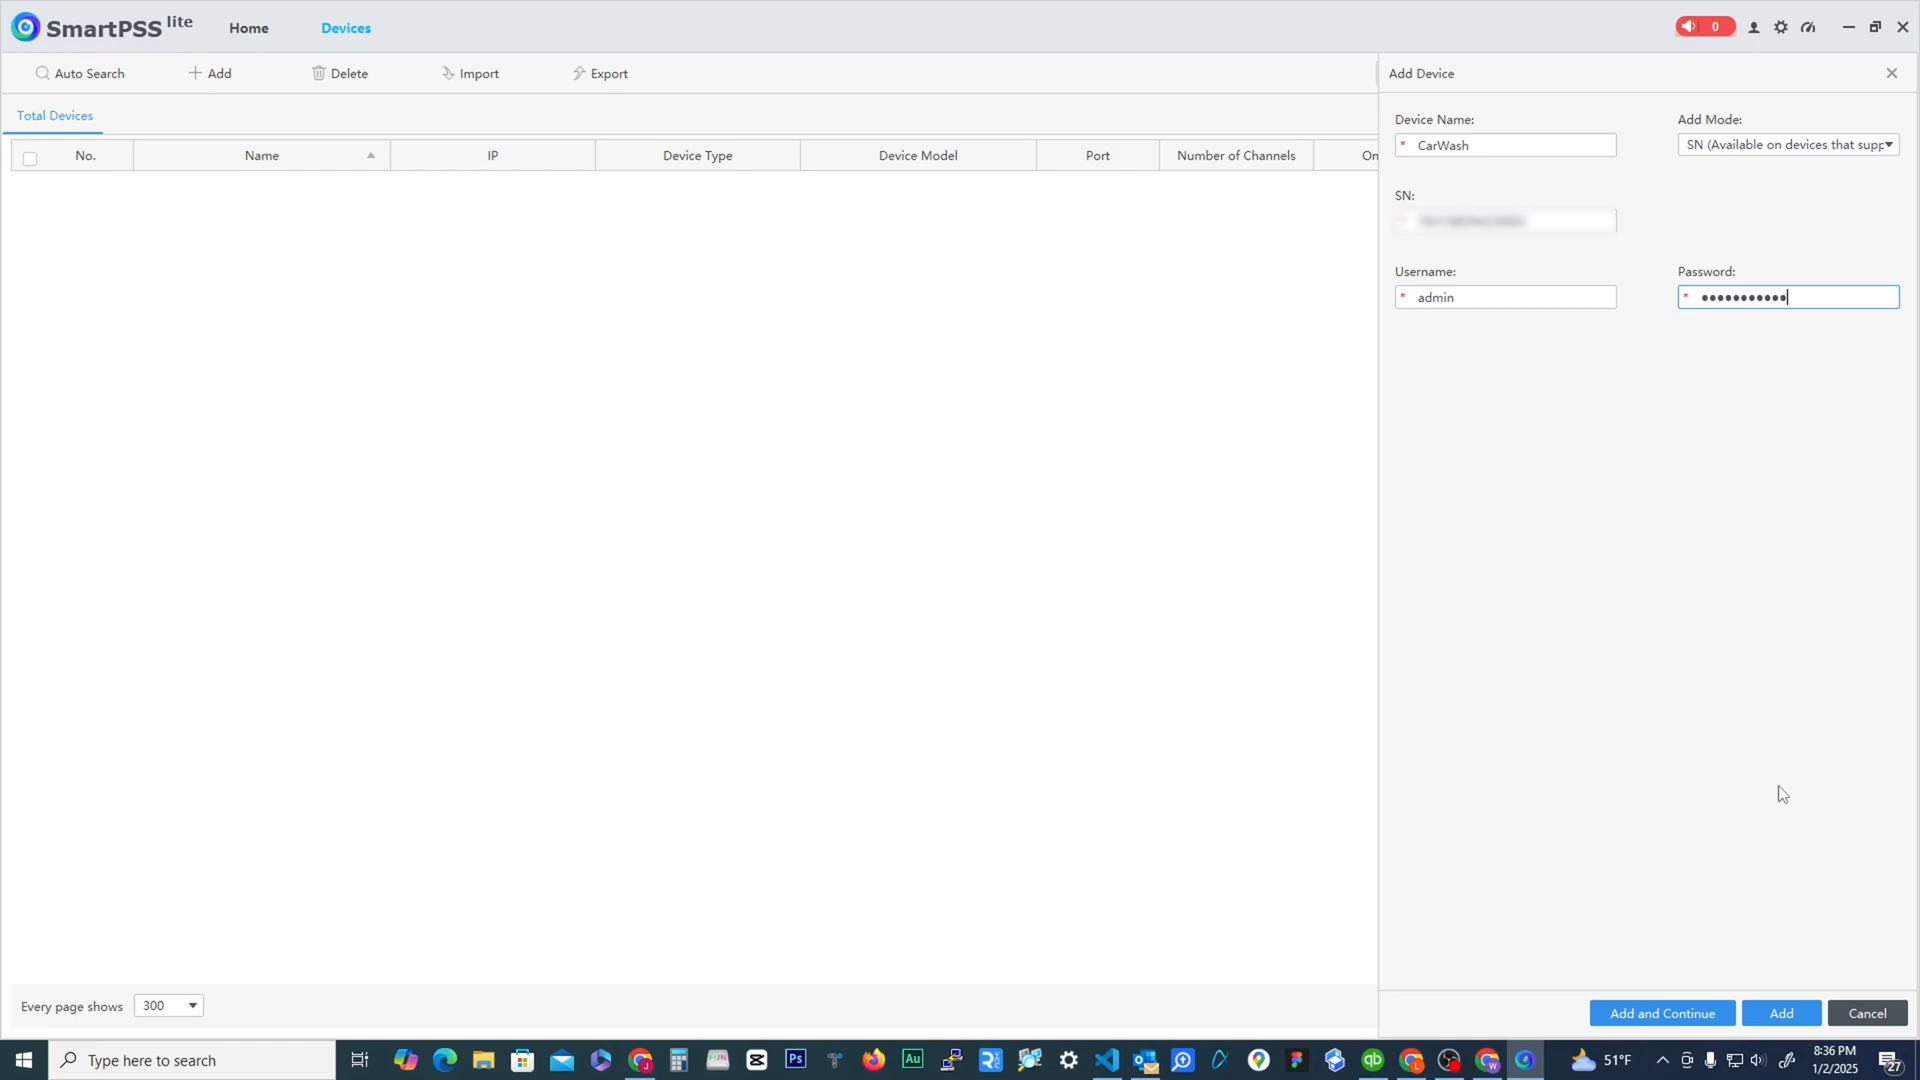 SmartPSS lite
Home
Devices
0
Auto Search
Add
Delete
Import
Export
Add Device
Total Devices
No.
Name
IP
Device Type
Device Model
Port
Number of Channels
On
Device Name:
Add Mode:
* CarWash
SN (Available on devices that supp
SN:
Username:
Password:
* admin
* ●●●●●●●●●●●
Every page shows
300
Add and Continue
Add
Cancel
Type here to search
51°F
8:36 PM
1/2/2025
27